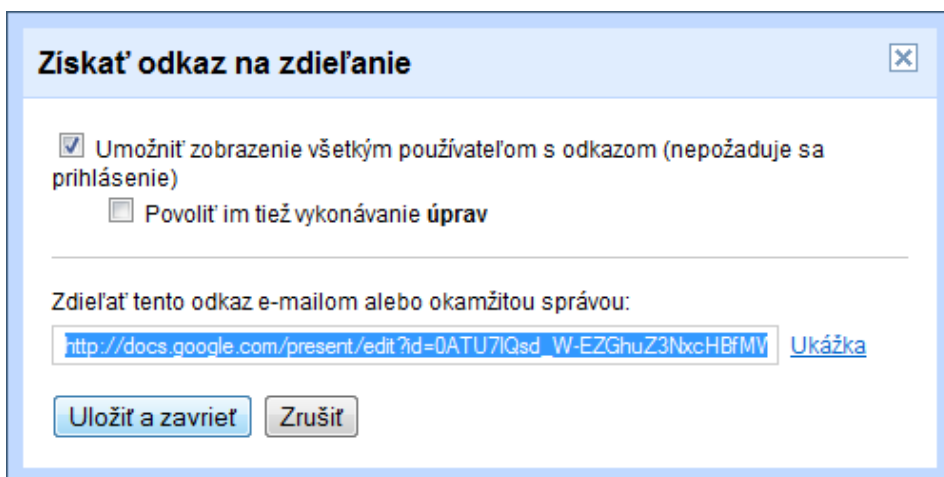 Získať odkaz na zdieľanie
Umožniť zobrazenie všetkým používateľom s odkazom (nepožaduje sa
prihlásenie)
Povoliť im tiež vykonávanie úprav
Zdieľať tento odkaz e-mailom alebo okamžitou správou:
http://docs.google.com/present/edit?id=0ATU7lQsd_W-EZGhuZ3NxcHBfMW Ukážka
Uložiť a zavrieť Zrušiť